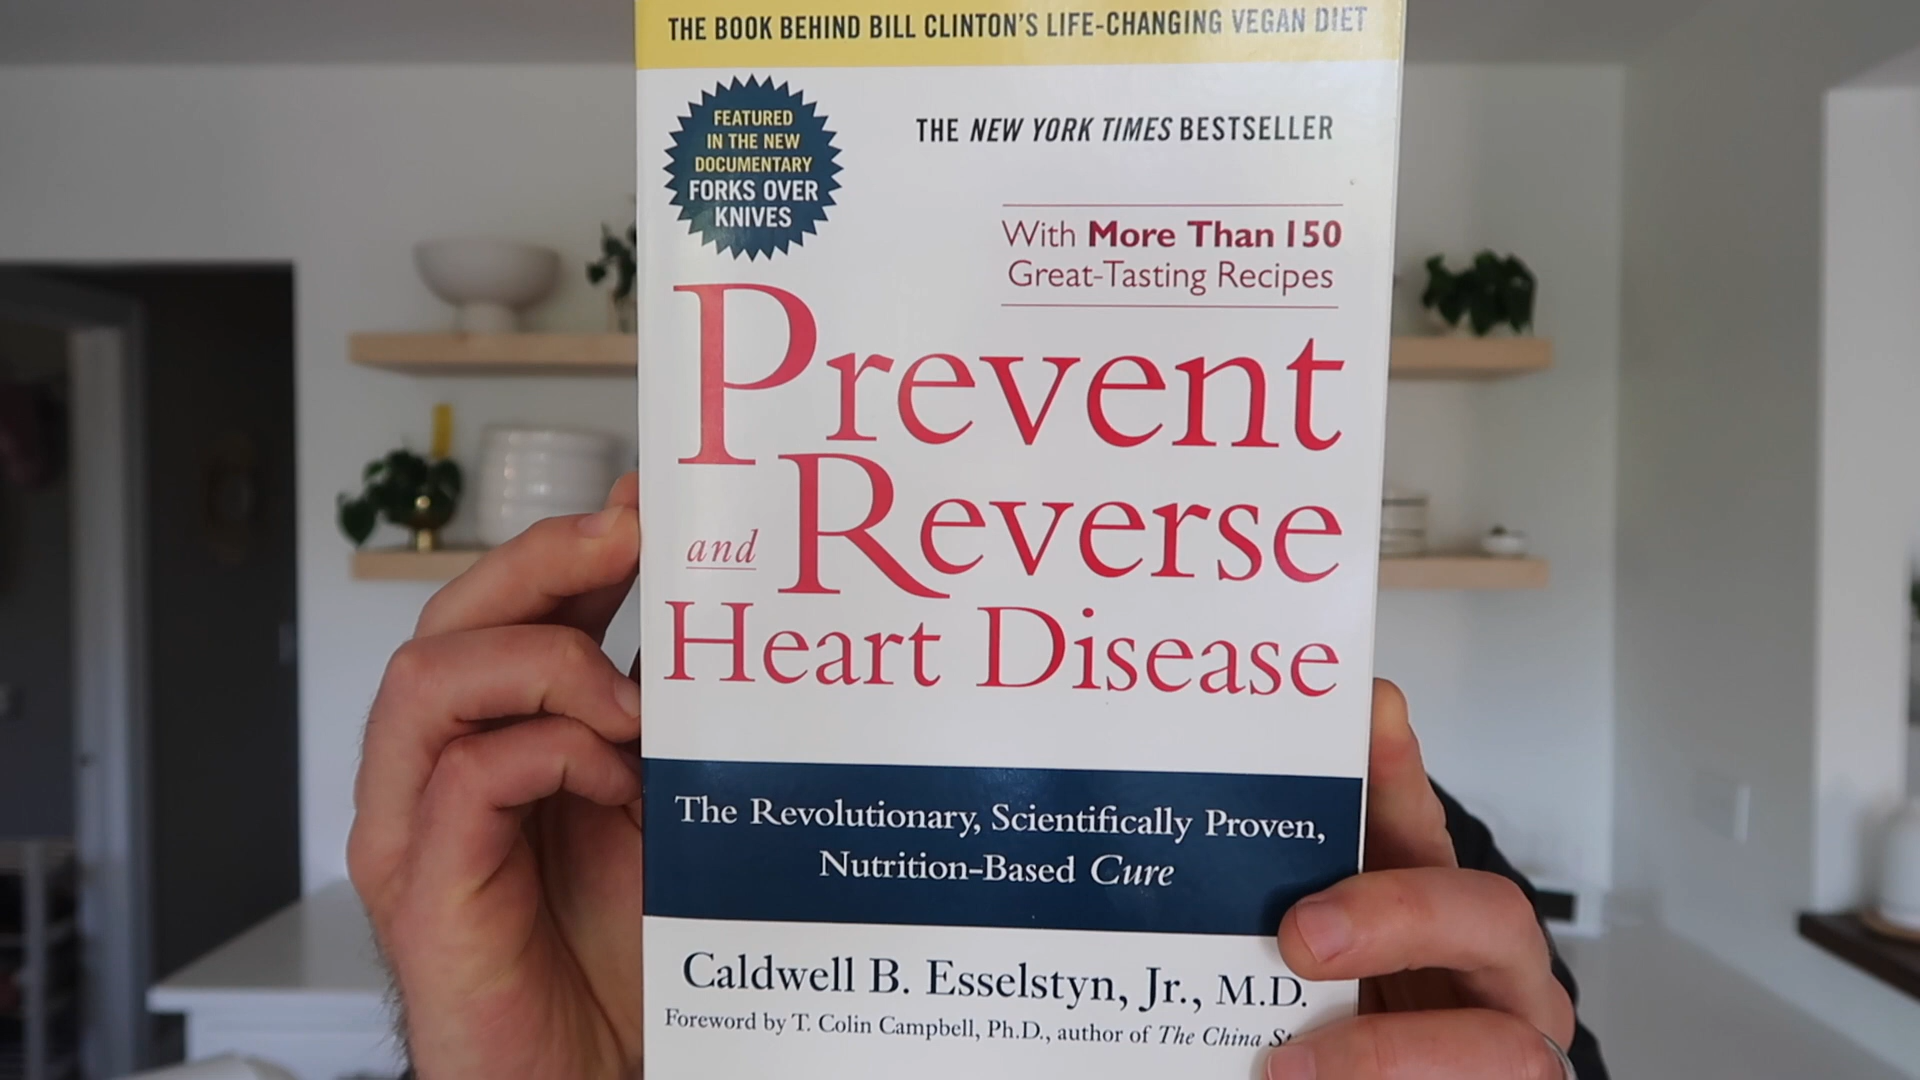 THE BOOK BEHIND BILL CLINTON'S LIFE-CHANGING VEGAN DIET
FEATURED
IN THE NEW
DOCUMENTARY
FORKS OVER
KNIVES
THE NEW YORK TIMES BESTSELLER
With More Than 150
Great-Tasting Recipes
Prevent
and Reverse
Heart Disease
The Revolutionary, Scientifically Proven,
Nutrition-Based Cure
Caldwell B. Esselstyn, Jr., M.D.
Foreword by T. Colin Campbell, Ph.D., author of The China